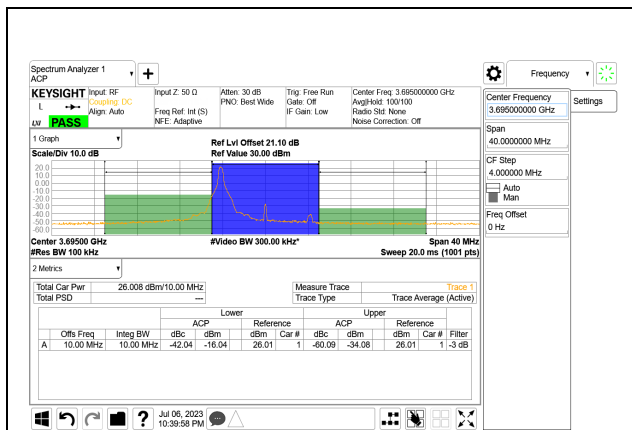 Spectrum Analyzer 1
ACP
Frequency
KEYSIGHT Input: RF Input Z: 50 Ω Atten: 30 dB Trig: Free Run Center Freq: 3.695000000 GHz
L Coupling: DC PNO: Best Wide Gate: Off Avg|Hold: 100/100
Align: Auto Freq Ref: Int (S) IF Gain: Low Radio Std: None
LXI PASS NFE: Adaptive Noise Correction: Off
Center Frequency
3.695000000 GHz
Settings
Span
40.0000000 MHz
CF Step
4.000000 MHz
Auto
Man
Freq Offset
0 Hz
1 Graph
Scale/Div 10.0 dB
Ref Lvl Offset 21.10 dB
Ref Value 30.00 dBm
20.0
10.0
0.00
-10.0
-20.0
-30.0
-40.0
-50.0
-60.0
Center 3.69500 GHz #Video BW 300.00 kHz* Span 40 MHz
#Res BW 100 kHz Sweep 20.0 ms (1001 pts)
2 Metrics
Total Car Pwr 26.008 dBm/10.00 MHz Measure Trace Trace 1
Total PSD --- Trace Type Trace Average (Active)
Lower Upper
ACP Reference ACP Reference
Offs Freq Integ BW dBc dBm dBm Car # dBc dBm dBm Car # Filter
A 10.00 MHz 10.00 MHz -42.04 -16.04 26.01 1 -60.09 -34.08 26.01 1 -3 dB
Jul 06, 2023
10:39:58 PM